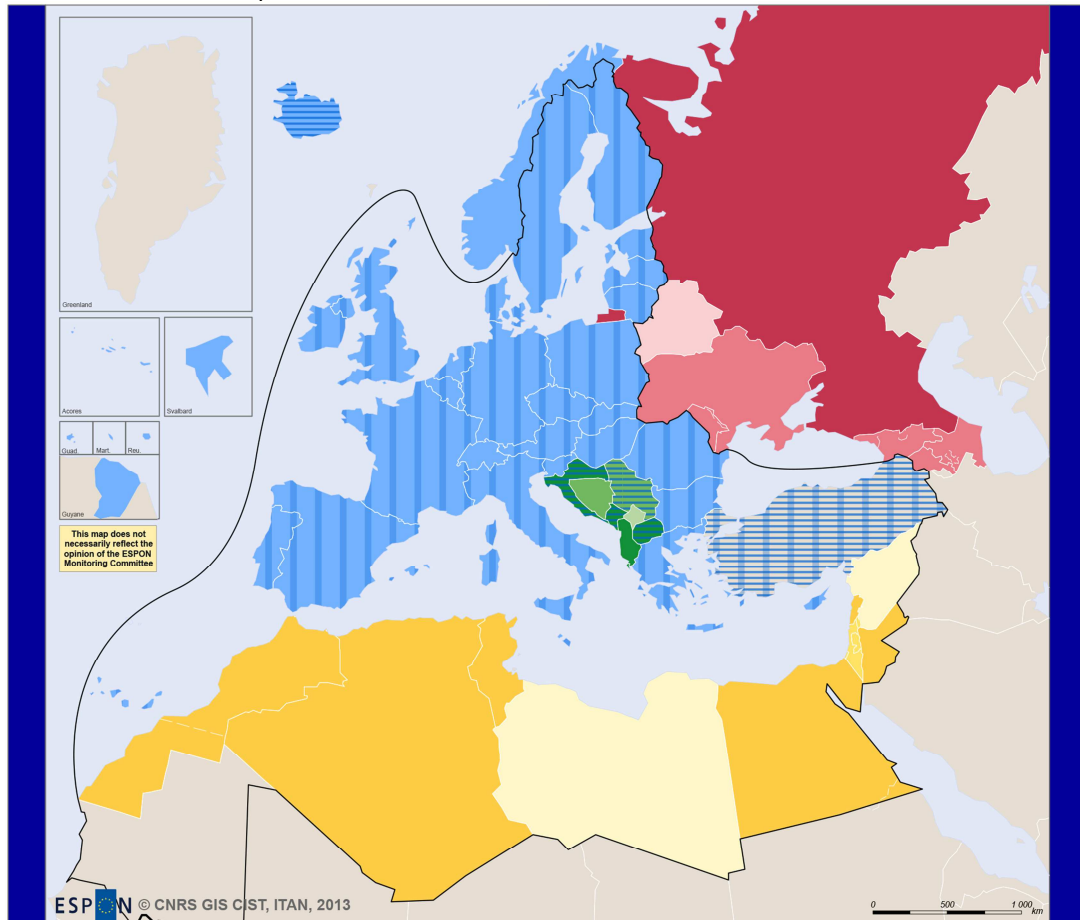 Greenland
Acores
Svalbard
Guad.
Mart.
Reu.
Guyane
This map does not
necessarily reflect the
opinion of the ESPON
Monitoring Committee
ESPON © CNRS GIS CIST, ITAN, 2013
0 500 1 000
km